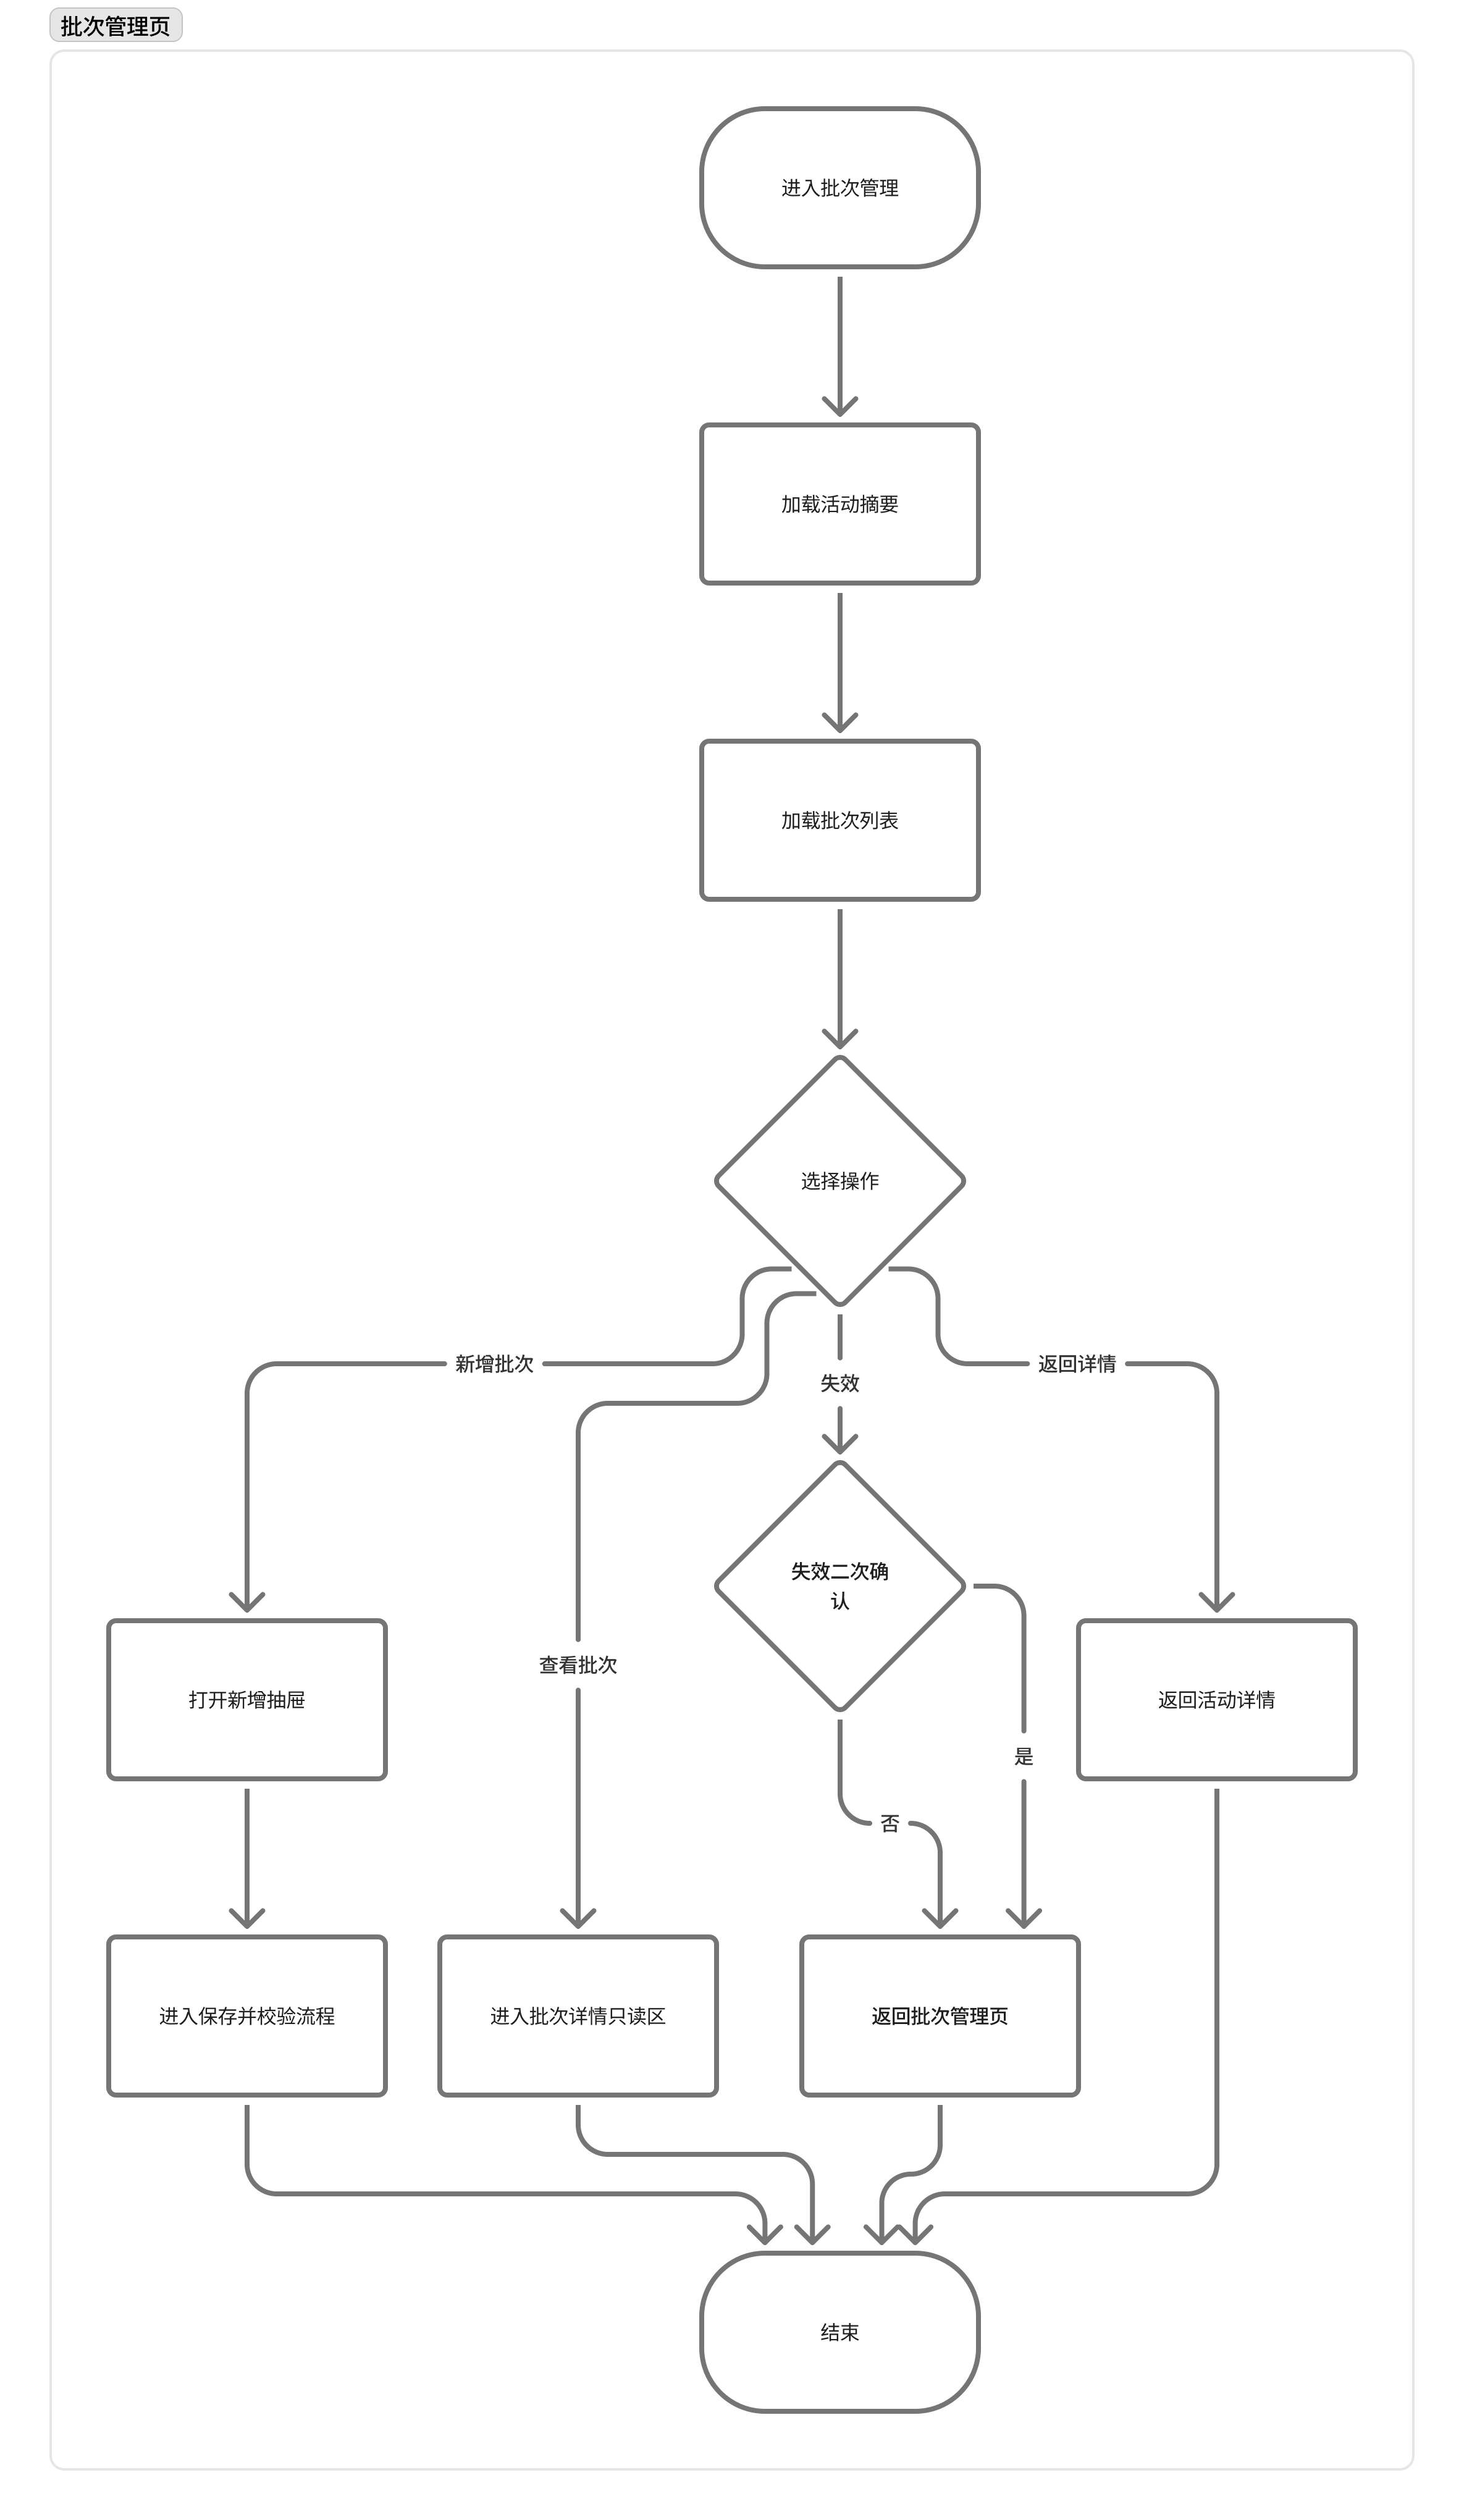 批次管理页
进入批次管理
加载活动摘要
加载批次列表
选择操作
新增批次
返回详情
失效
失效二次确
认
查看批次
打开新增抽屉
返回活动详情
是
否
进入保存并校验流程
进入批次详情只读区
返回批次管理页
结束